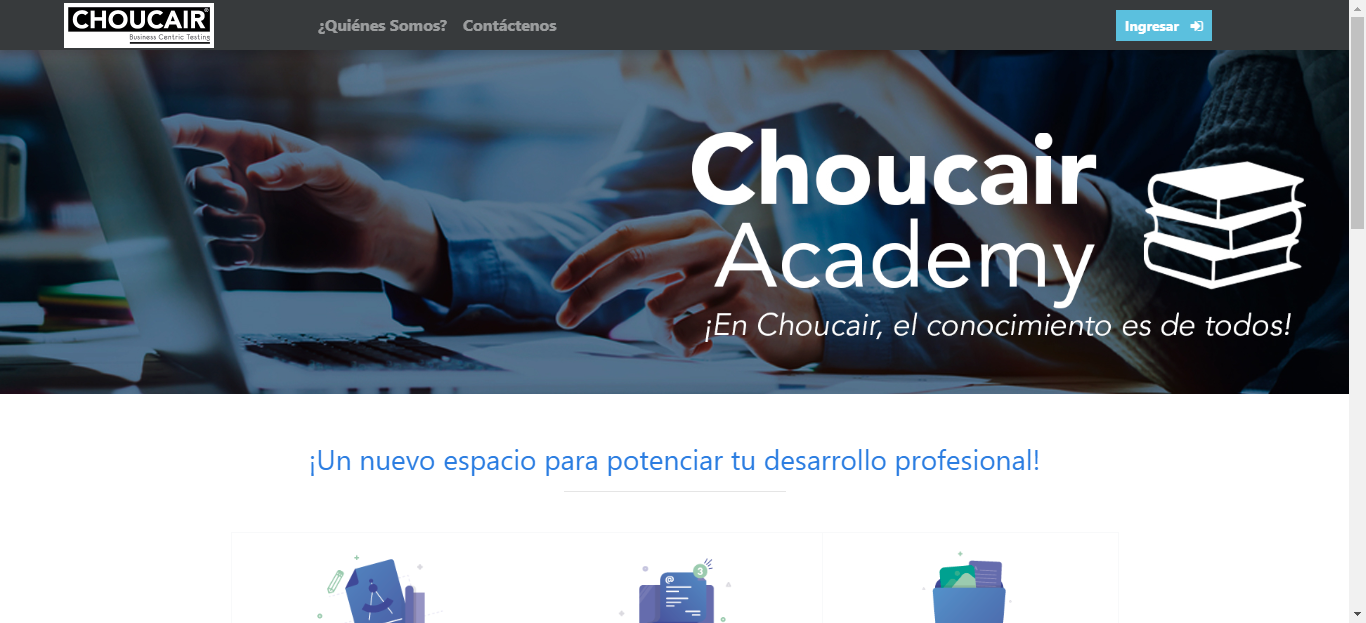 CHOUCAIR®
Business Centric Testing
¿Quiénes Somos?
Contáctenos
Ingresar
Choucair
Academy
¡En Choucair, el conocimiento es de todos!
¡Un nuevo espacio para potenciar tu desarrollo profesional!
3